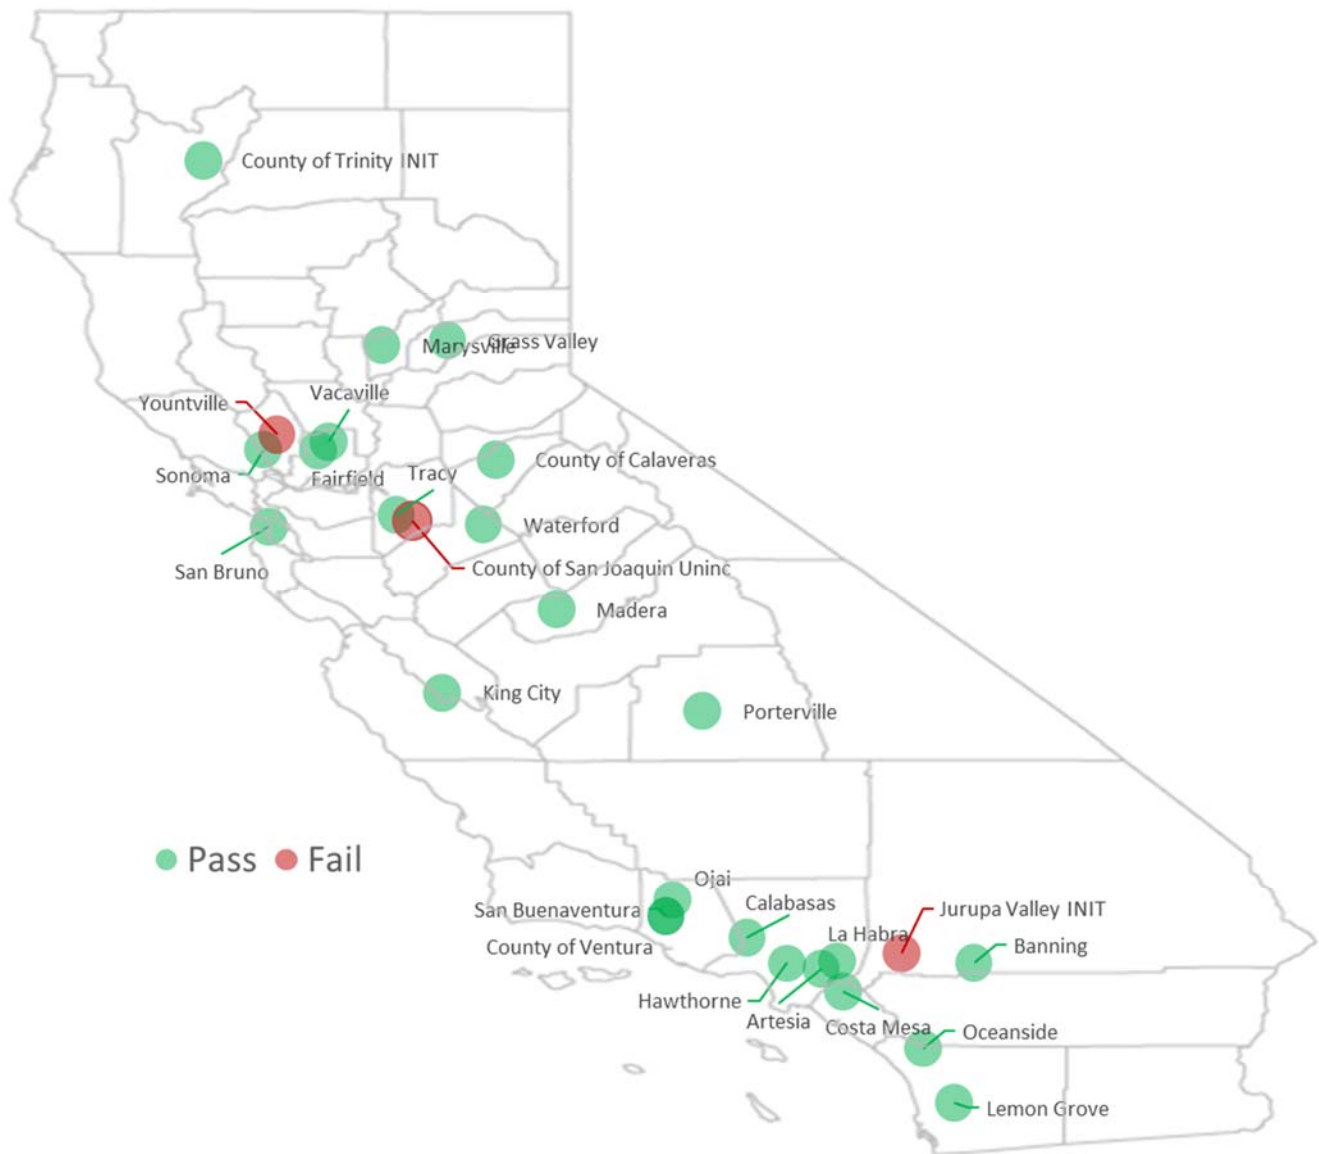 County of Trinity INIT
Marysville
Grass Valley
Vacaville
Yountville
Sonoma
Fairfield
Tracy
County of Calaveras
Waterford
San Bruno
County of San Joaquin Uninc
Madera
King City
Porterville
Pass
Fail
Ojai
San Buenaventura
County of Ventura
Calabasas
La Habra
Jurupa Valley INIT
Banning
Hawthorne
Artesia
Costa Mesa
Oceanside
Lemon Grove